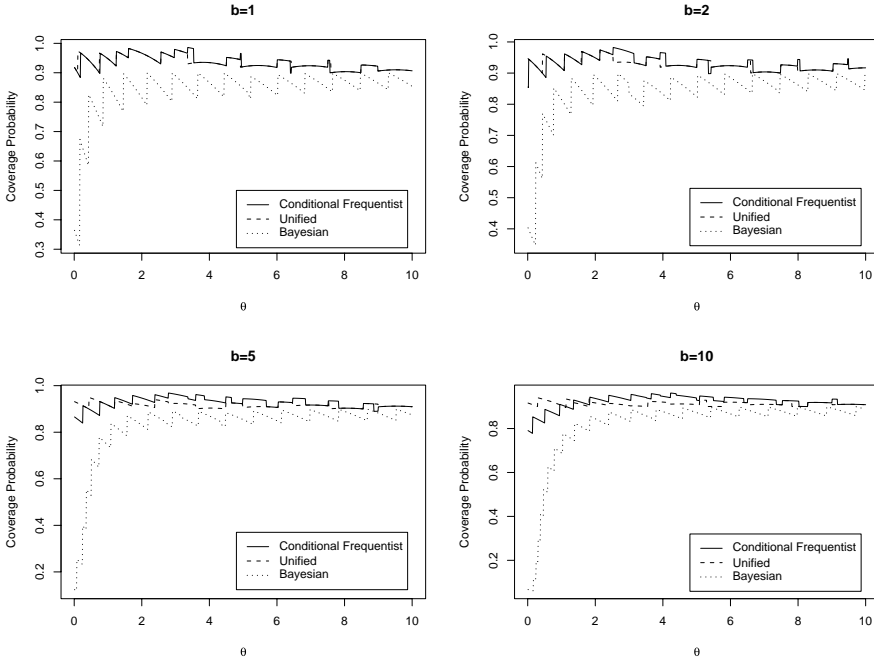 b=1
Coverage Probability
0.3 0.4 0.5 0.6 0.7 0.8 0.9 1.0
Conditional Frequentist
Unified
Bayesian
0 2 4 6 8 10
θ
b=2
Coverage Probability
0.4 0.5 0.6 0.7 0.8 0.9 1.0
Conditional Frequentist
Unified
Bayesian
0 2 4 6 8 10
θ
b=5
Coverage Probability
0.2 0.4 0.6 0.8 1.0
Conditional Frequentist
Unified
Bayesian
0 2 4 6 8 10
θ
b=10
Coverage Probability
0.2 0.4 0.6 0.8 1.0
Conditional Frequentist
Unified
Bayesian
0 2 4 6 8 10
θ